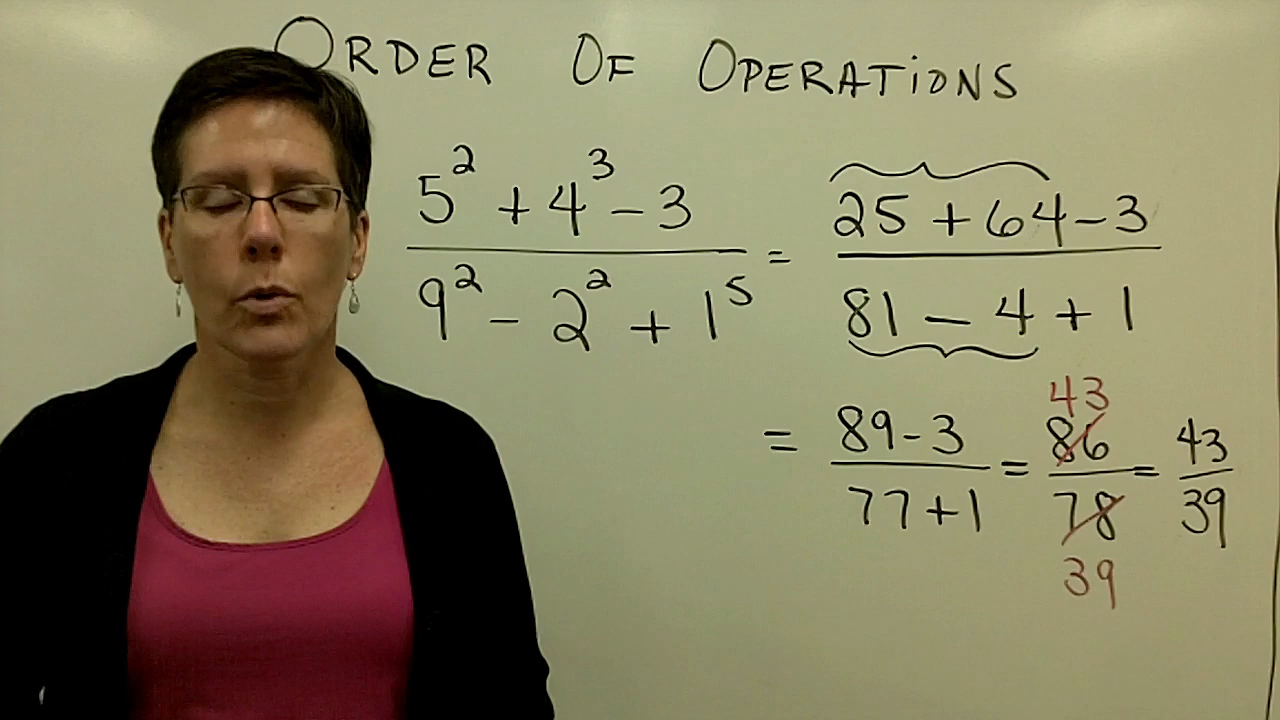 ORDER OF OPERATIONS
5² + 4³ - 3
9² - 2² + 1⁵
=
25 + 64 - 3
81 - 4 + 1
= 89 - 3
77 + 1
=
43
86
78
39
=
43
39